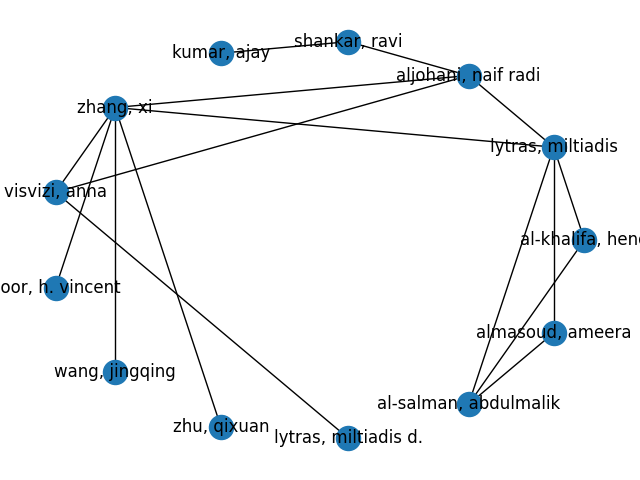 shankar, ravi
kumar, ajay
aljohani, naif radi
zhang, xi
lytras, miltiadis
visvizi, anna
al-khalifa, hend
oor, h. vincent
almasoud, ameera
wang, jingqing
al-salman, abdulmalik
zhu, qixuan
lytras, miltiadis d.